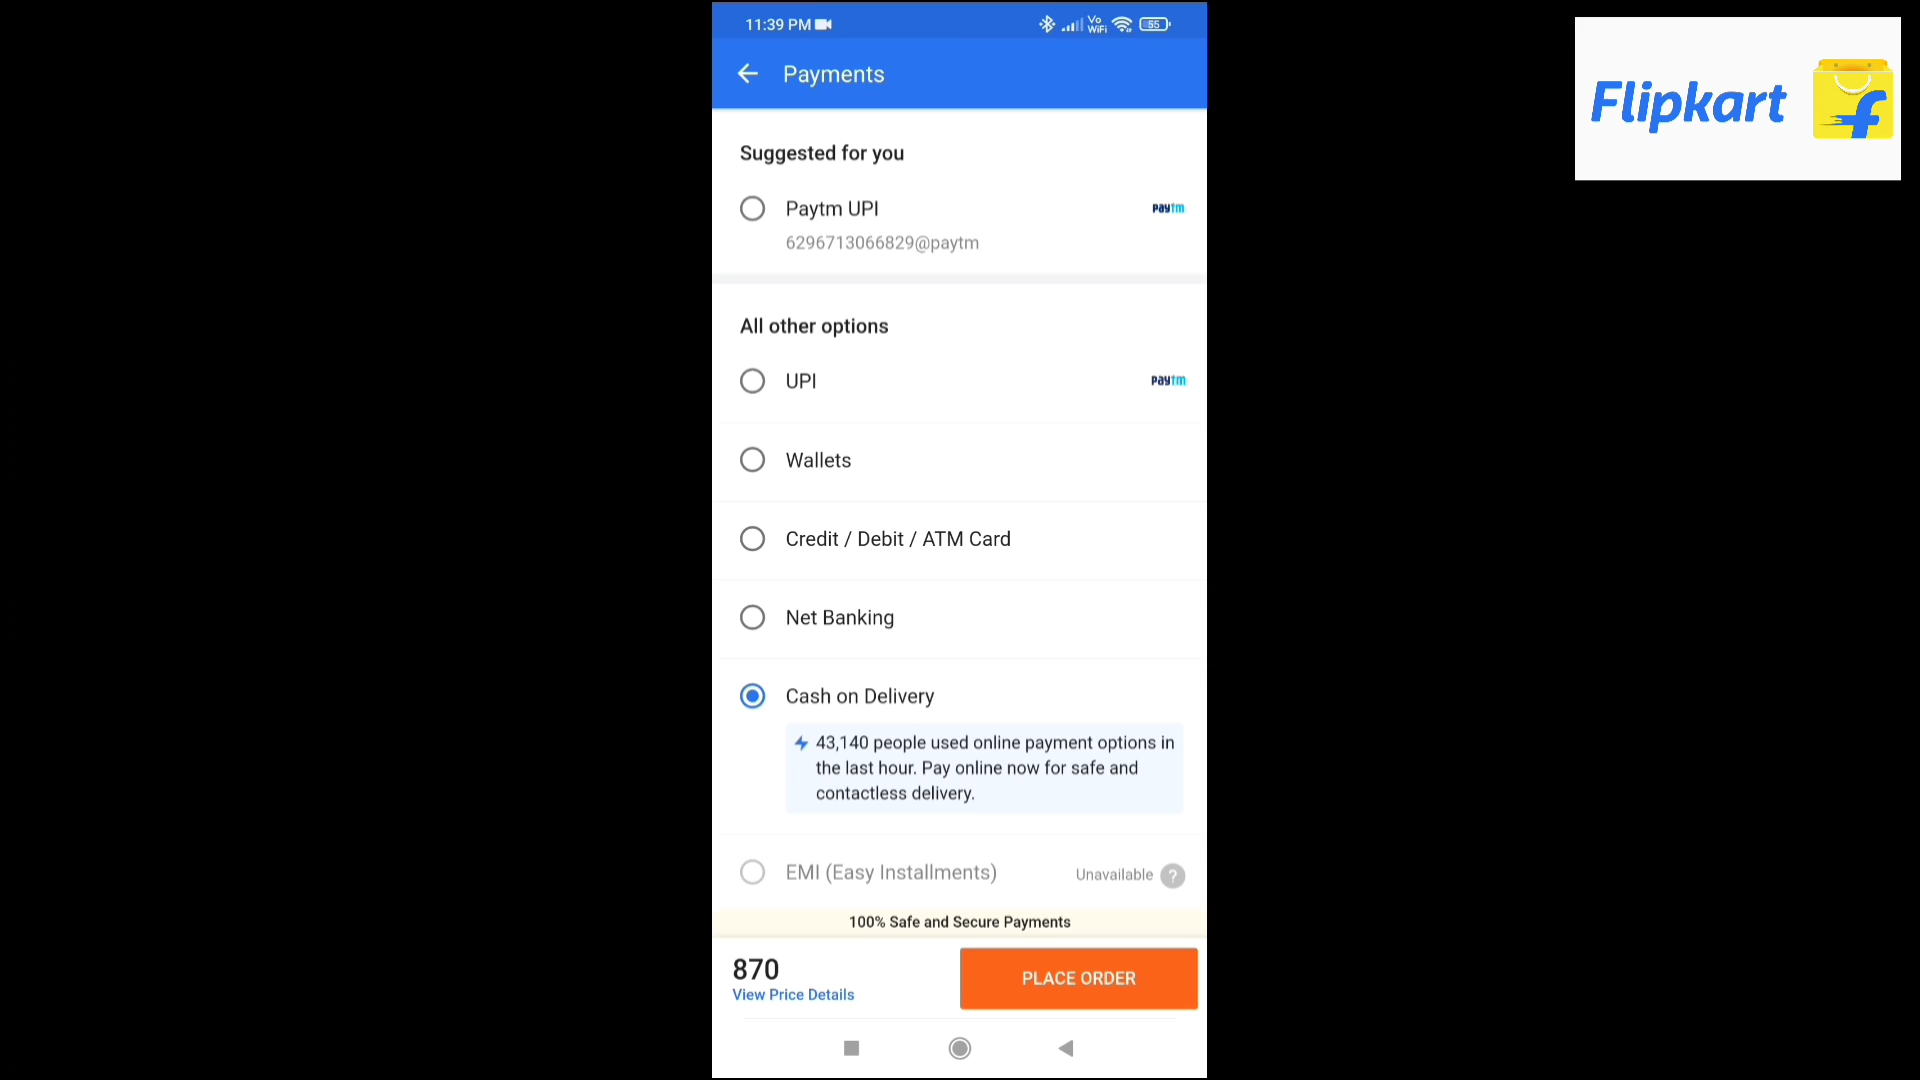 11:39 PM
Vo
WiFi
55
Payments
Flipkart
f
Suggested for you
Paytm UPI
paytm
6296713066829@paytm
All other options
UPI
paytm
Wallets
Credit / Debit / ATM Card
Net Banking
Cash on Delivery
43,140 people used online payment options in
the last hour. Pay online now for safe and
contactless delivery.
EMI (Easy Installments)
Unavailable ?
100% Safe and Secure Payments
870
View Price Details
PLACE ORDER